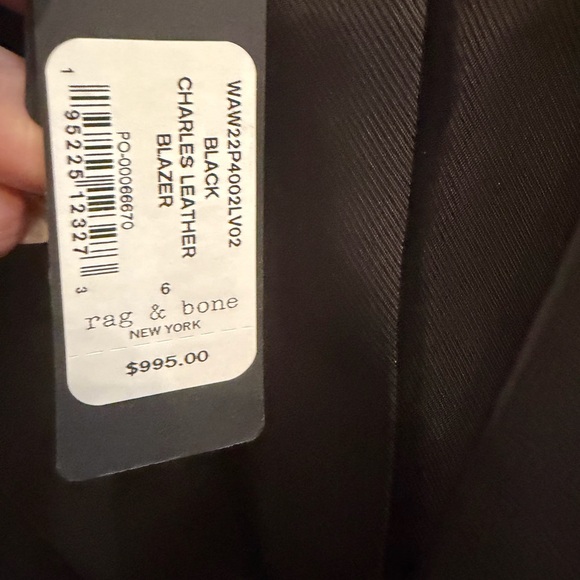 WAW22P4002LV02
BLACK
CHARLES LEATHER
BLAZER
PO-00066670
1 95225 12327 3
6
rag & bone
NEW YORK
$995.00